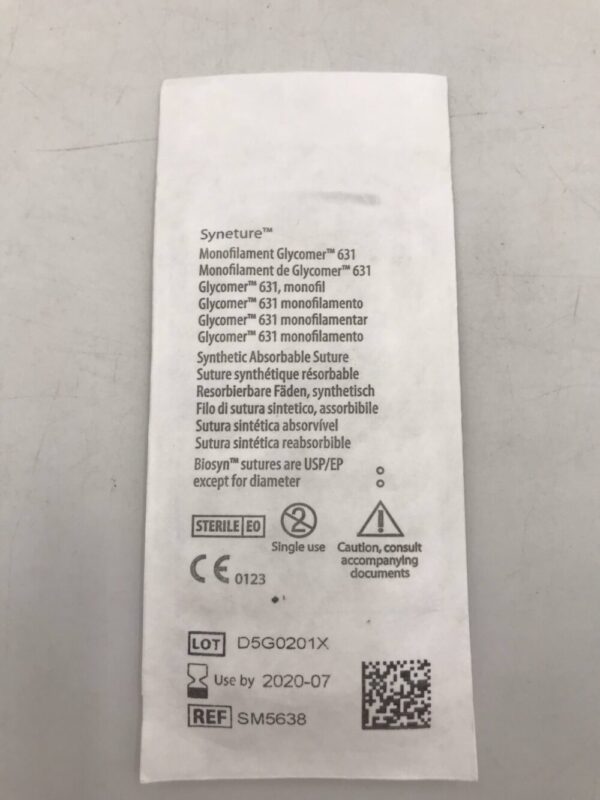 Syneture™
Monofilament Glycomer™ 631
Monofilament de Glycomer™ 631
Glycomer™ 631, monofil
Glycomer™ 631 monofilamento
Glycomer™ 631 monofilamentar
Glycomer™ 631 monofilamento
Synthetic Absorbable Suture
Suture synthétique résorbable
Resorbierbare Fäden, synthetisch
Filo di sutura sintetico, assorbibile
Sutura sintética absorvível
Sutura sintética reabsorbible
Biosyn™ sutures are USP/EP
except for diameter
STERILE EO
2
Single use
Caution, consult
accompanying
documents
CE 0123
LOT D5G0201X
Use by 2020-07
REF SM5638